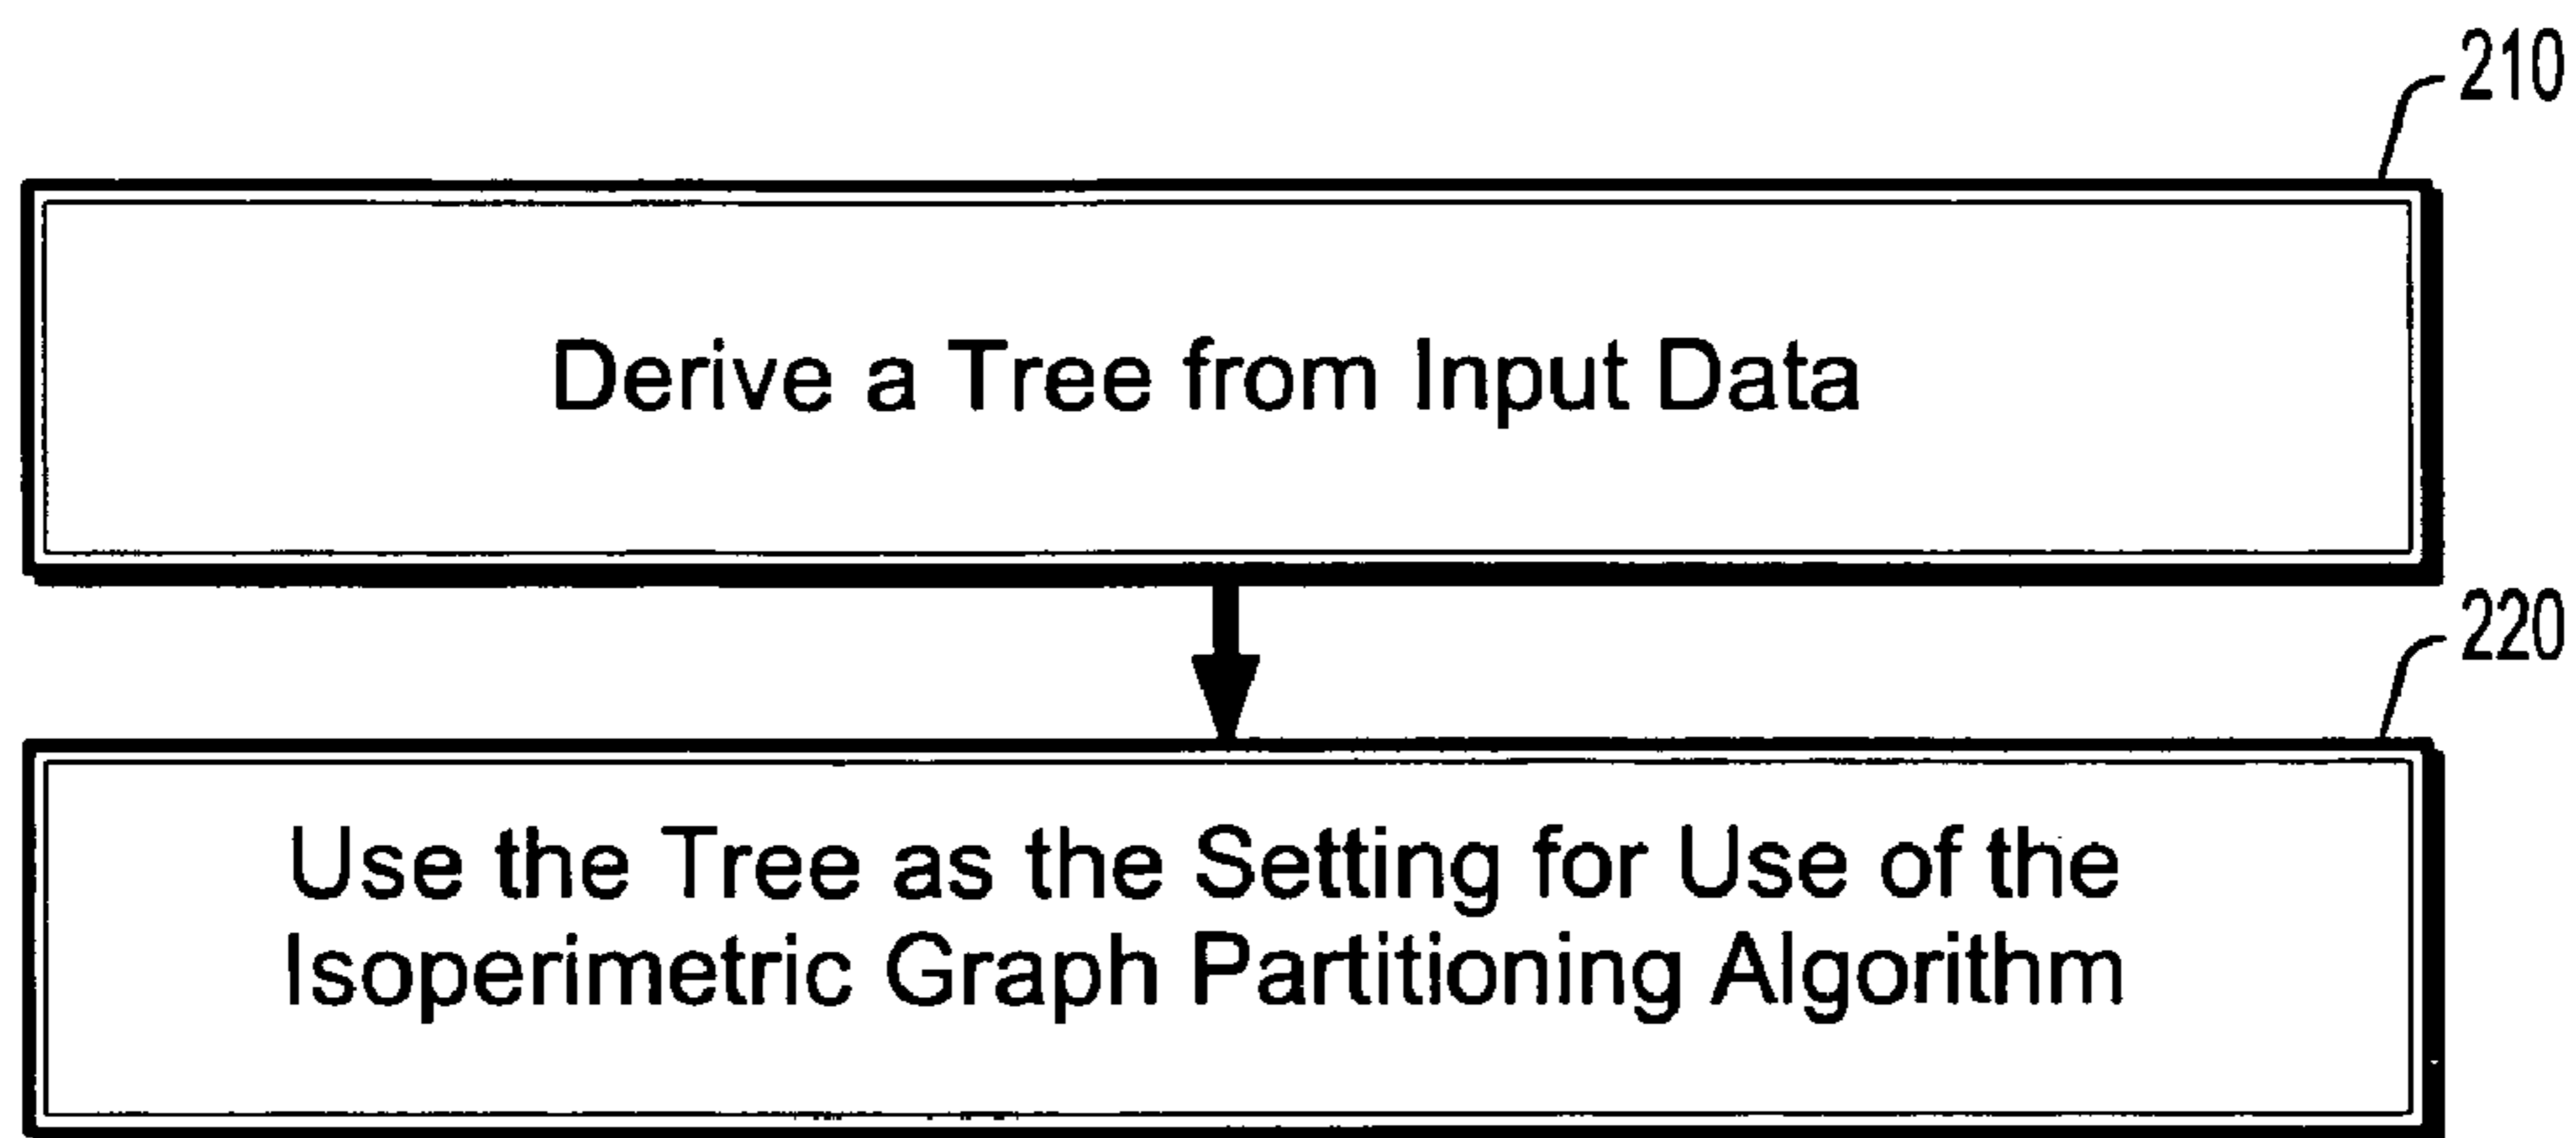 210
Derive a Tree from Input Data
220
Use the Tree as the Setting for Use of the
Isoperimetric Graph Partitioning Algorithm